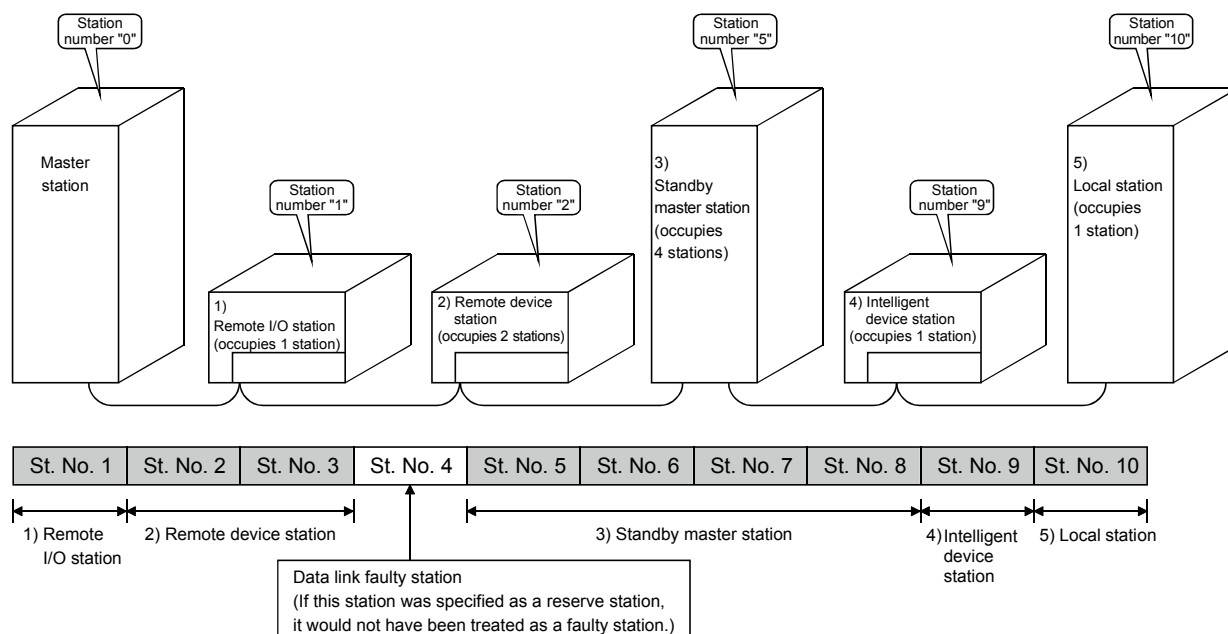 Station
number "0"
Station
number "5"
Station
number "10"
Master
station
Station
number "1"
Station
number "2"
3)
Standby
master station
(occupies
4 stations)
Station
number "9"
5)
Local station
(occupies
1 station)
1)
Remote I/O station
(occupies 1 station)
2) Remote device
station
(occupies 2 stations)
4) Intelligent
device station
(occupies 1 station)
St. No. 1 St. No. 2 St. No. 3 St. No. 4 St. No. 5 St. No. 6 St. No. 7 St. No. 8 St. No. 9 St. No. 10
1) Remote
I/O station
2) Remote device station
3) Standby master station
4) Intelligent
device
station
5) Local station
Data link faulty station
(If this station was specified as a reserve station,
it would not have been treated as a faulty station.)